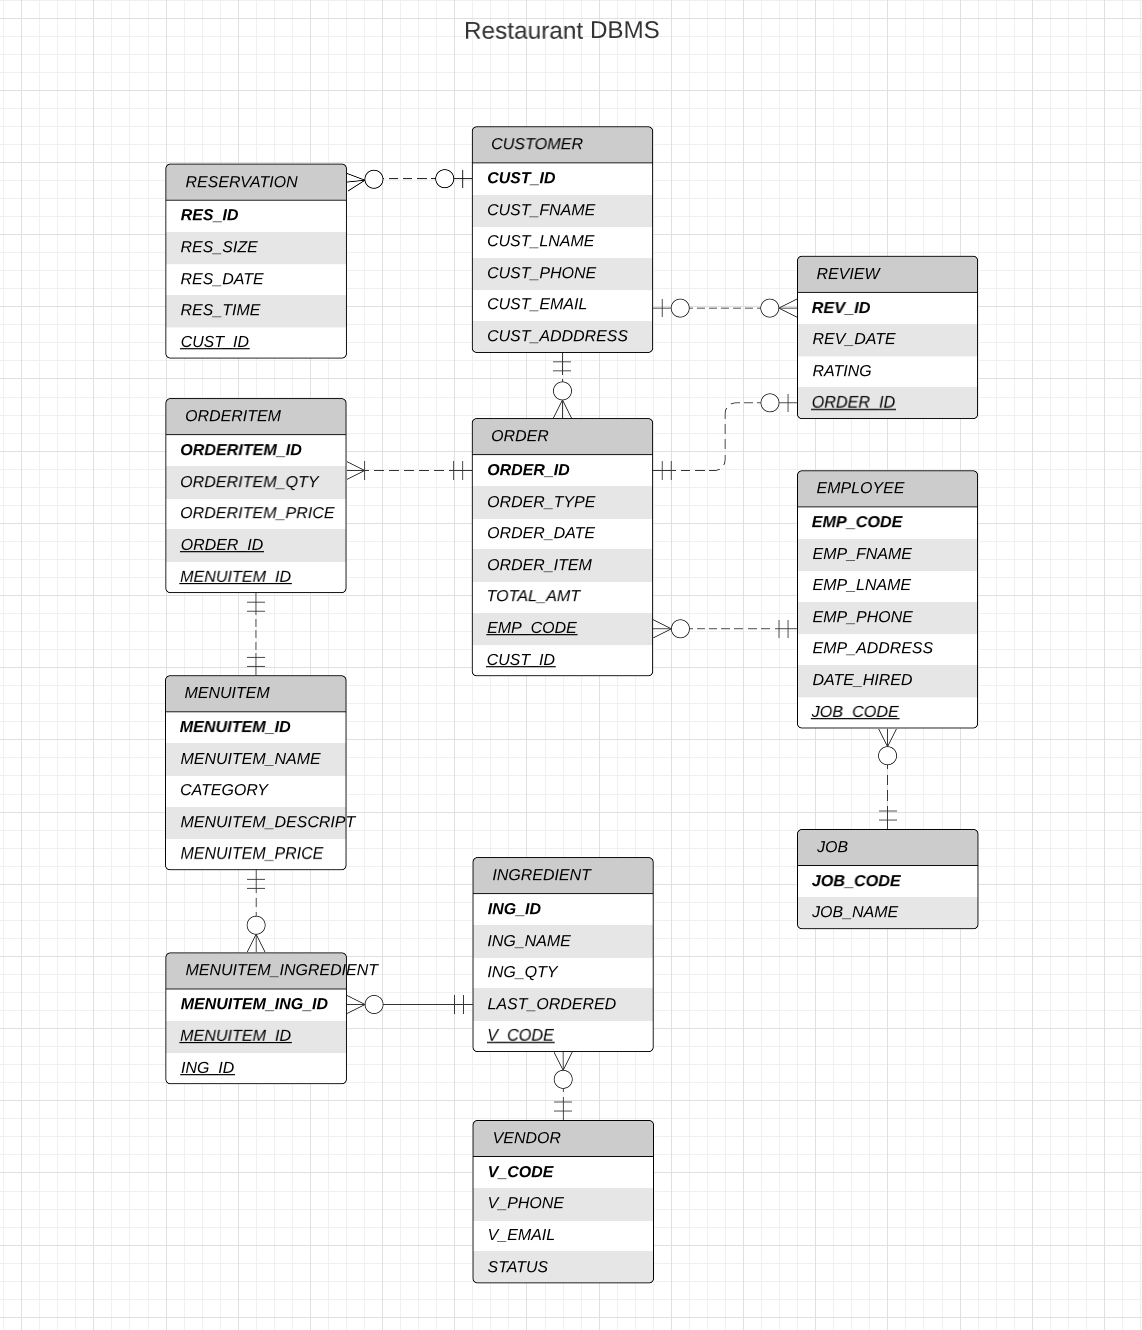 Restaurant DBMS
CUSTOMER
CUST_ID
CUST_FNAME
CUST_LNAME
CUST_PHONE
CUST_EMAIL
CUST_ADDDRESS
RESERVATION
RES_ID
RES_SIZE
RES_DATE
RES_TIME
CUST_ID
REVIEW
REV_ID
REV_DATE
RATING
ORDER_ID
ORDERITEM
ORDERITEM_ID
ORDERITEM_QTY
ORDERITEM_PRICE
ORDER_ID
MENUITEM_ID
ORDER
ORDER_ID
ORDER_TYPE
ORDER_DATE
ORDER_ITEM
TOTAL_AMT
EMP_CODE
CUST_ID
EMPLOYEE
EMP_CODE
EMP_FNAME
EMP_LNAME
EMP_PHONE
EMP_ADDRESS
DATE_HIRED
JOB_CODE
MENUITEM
MENUITEM_ID
MENUITEM_NAME
CATEGORY
MENUITEM_DESCRIPT
MENUITEM_PRICE
JOB
JOB_CODE
JOB_NAME
INGREDIENT
ING_ID
ING_NAME
ING_QTY
LAST_ORDERED
V_CODE
MENUITEM_INGREDIENT
MENUITEM_ING_ID
MENUITEM_ID
ING_ID
VENDOR
V_CODE
V_PHONE
V_EMAIL
STATUS